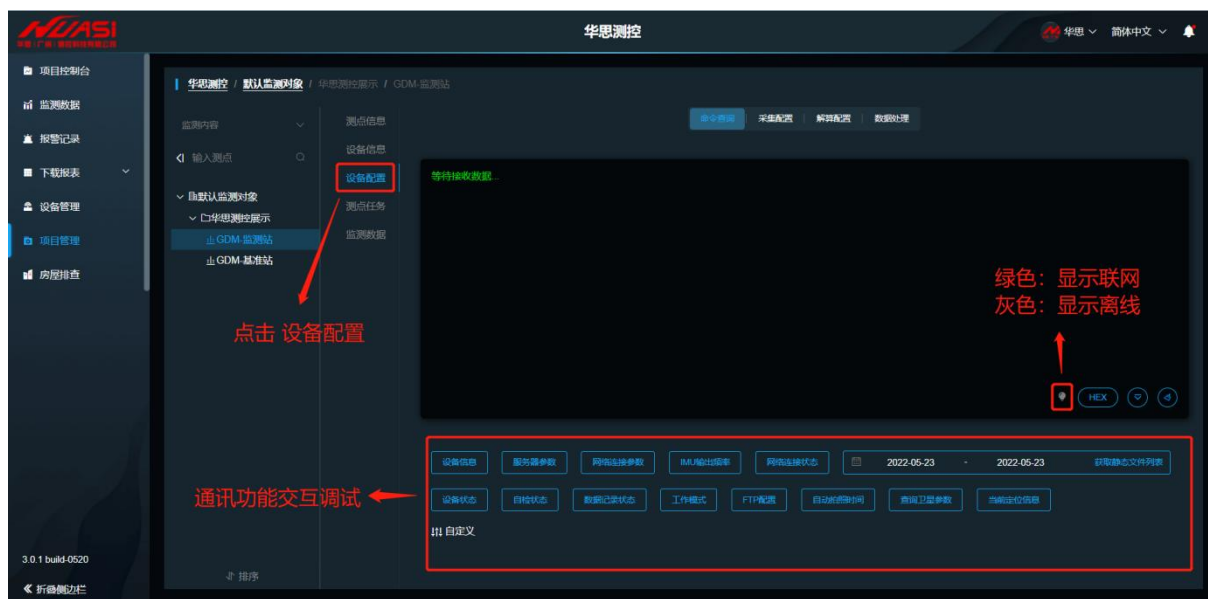 HUASI
华思测控
华思
简体中文
项目控制台
监测数据
报警记录
下载报表
设备管理
项目管理
房屋排查
3.0.1 build-0520
折叠侧边栏
华思测控 / 默认监测对象 / 华思测控展示 / GDM-监测站
监测内容
输入测点
默认监测对象
华思测控展示
GDM-监测站
GDM-基准站
排序
测点信息
设备信息
设备配置
测点任务
监测数据
点击 设备配置
命令查询 采集配置 解算配置 数据处理
等待接收数据...
绿色：显示联网
灰色：显示离线
HEX
通讯功能交互调试
设备信息 服务器参数 网络连接参数 IMU输出频率 网络连接状态 2022-05-23 - 2022-05-23 获取静态文件列表
设备状态 自检状态 数据记录状态 工作模式 FTP配置 自动拍照时间 查询卫星参数 当前定位信息
自定义